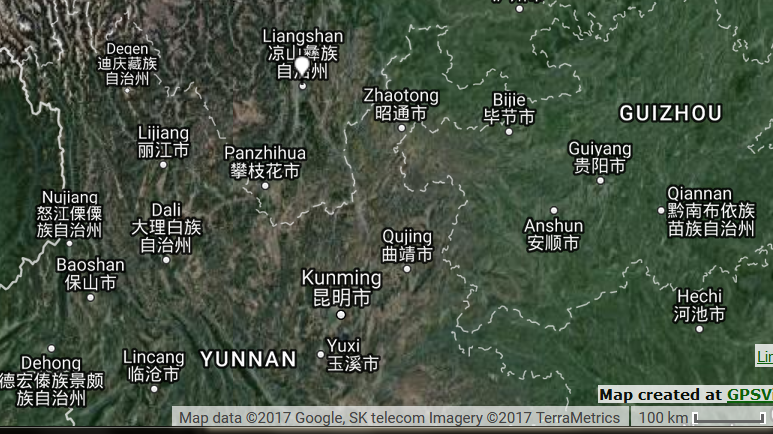 Liangshan
凉山彝族
自治州
Deqen
迪庆藏族
自治州
Zhaotong
昭通市
Bijie
毕节市
GUIZHOU
Lijiang
丽江市
Panzhihua
攀枝花市
Guiyang
贵阳市
Nujiang
怒江傈僳
族自治州
Dali
大理白族
自治州
Qiannan
黔南布依族
苗族自治州
Anshun
安顺市
Qujing
曲靖市
Baoshan
保山市
Kunming
昆明市
Hechi
河池市
Yuxi
玉溪市
Dehong
德宏傣族景颇
族自治州
Lincang
临沧市
YUNNAN
Map created at GPSV
Map data ©2017 Google, SK telecom Imagery ©2017 TerraMetrics
100 km